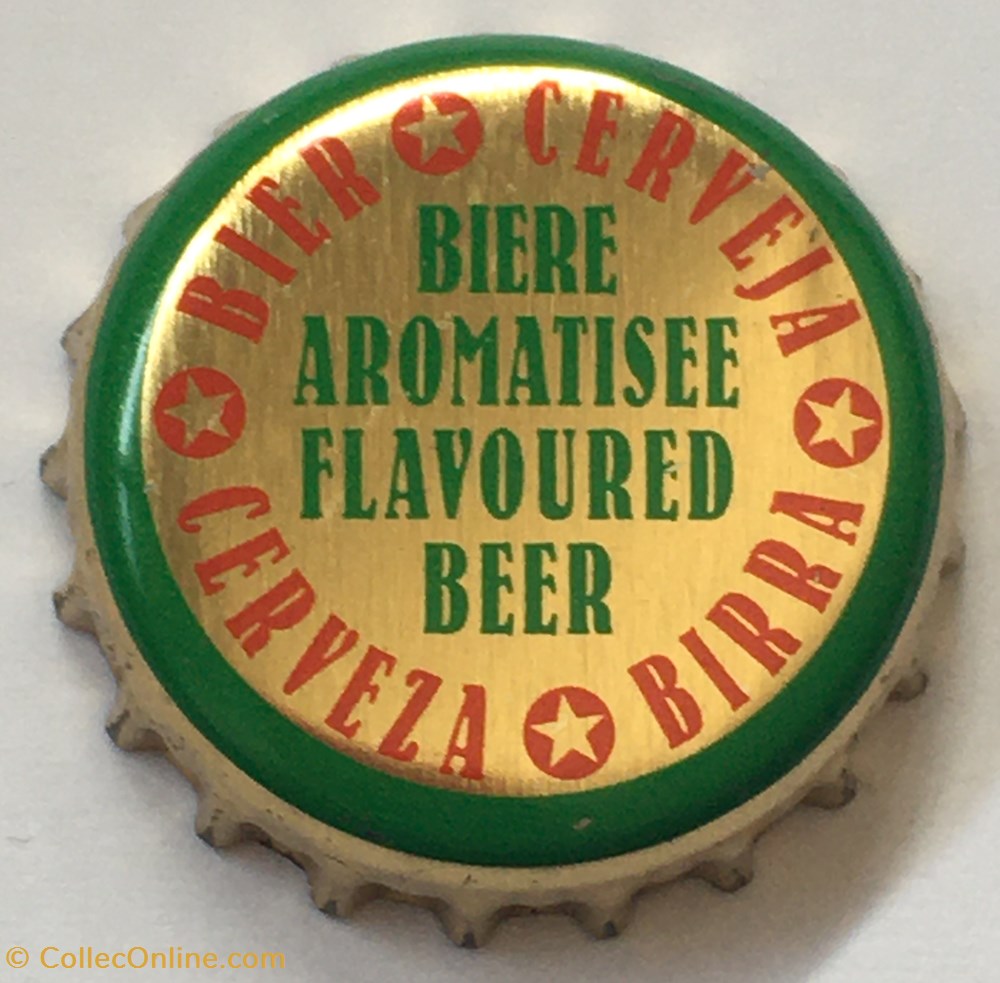 BIER ★ CERVEJA ★ BIRRA ★ CERVEZA ★
BIERE
AROMATISEE
FLAVOURED
BEER
© CollecOnline.com